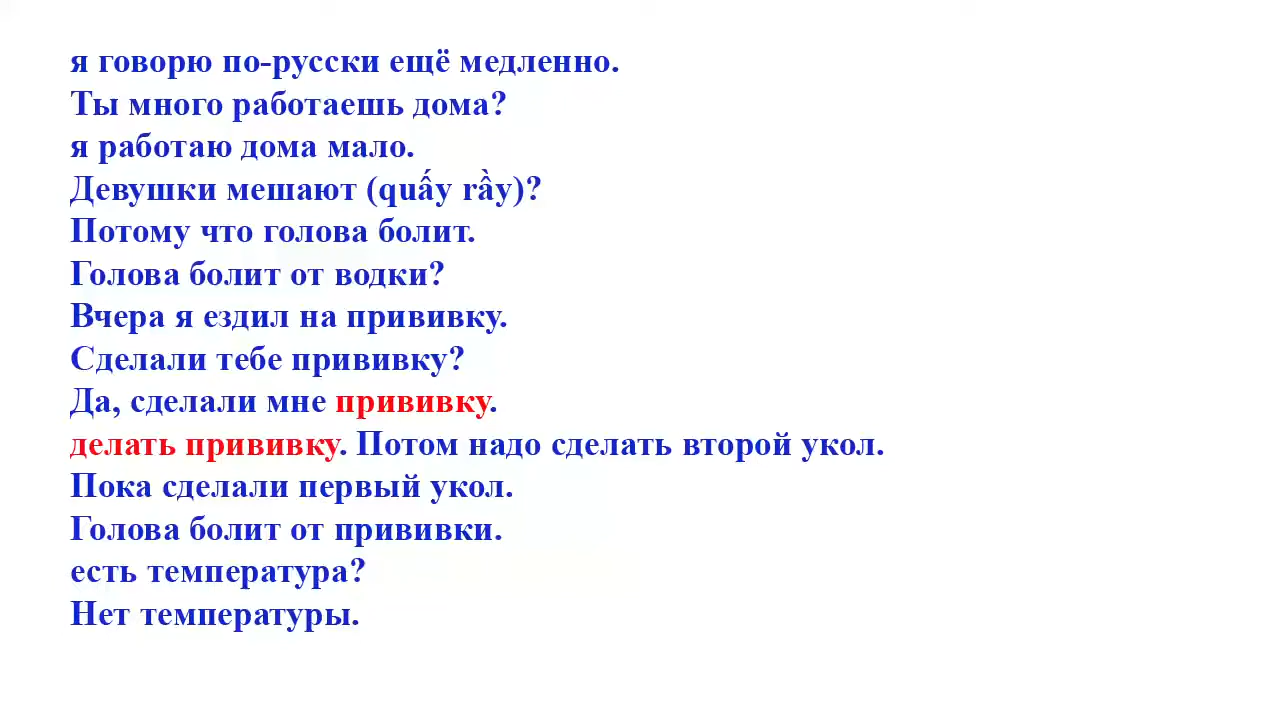 я говорю по-русски ещё медленно.
Ты много работаешь дома?
я работаю дома мало.
Девушки мешают (quấy rầy)?
Потому что голова болит.
Голова болит от водки?
Вчера я ездил на прививку.
Сделали тебе прививку?
Да, сделали мне прививку.
делать прививку. Потом надо сделать второй укол.
Пока сделали первый укол.
Голова болит от прививки.
есть температура?
Нет температуры.